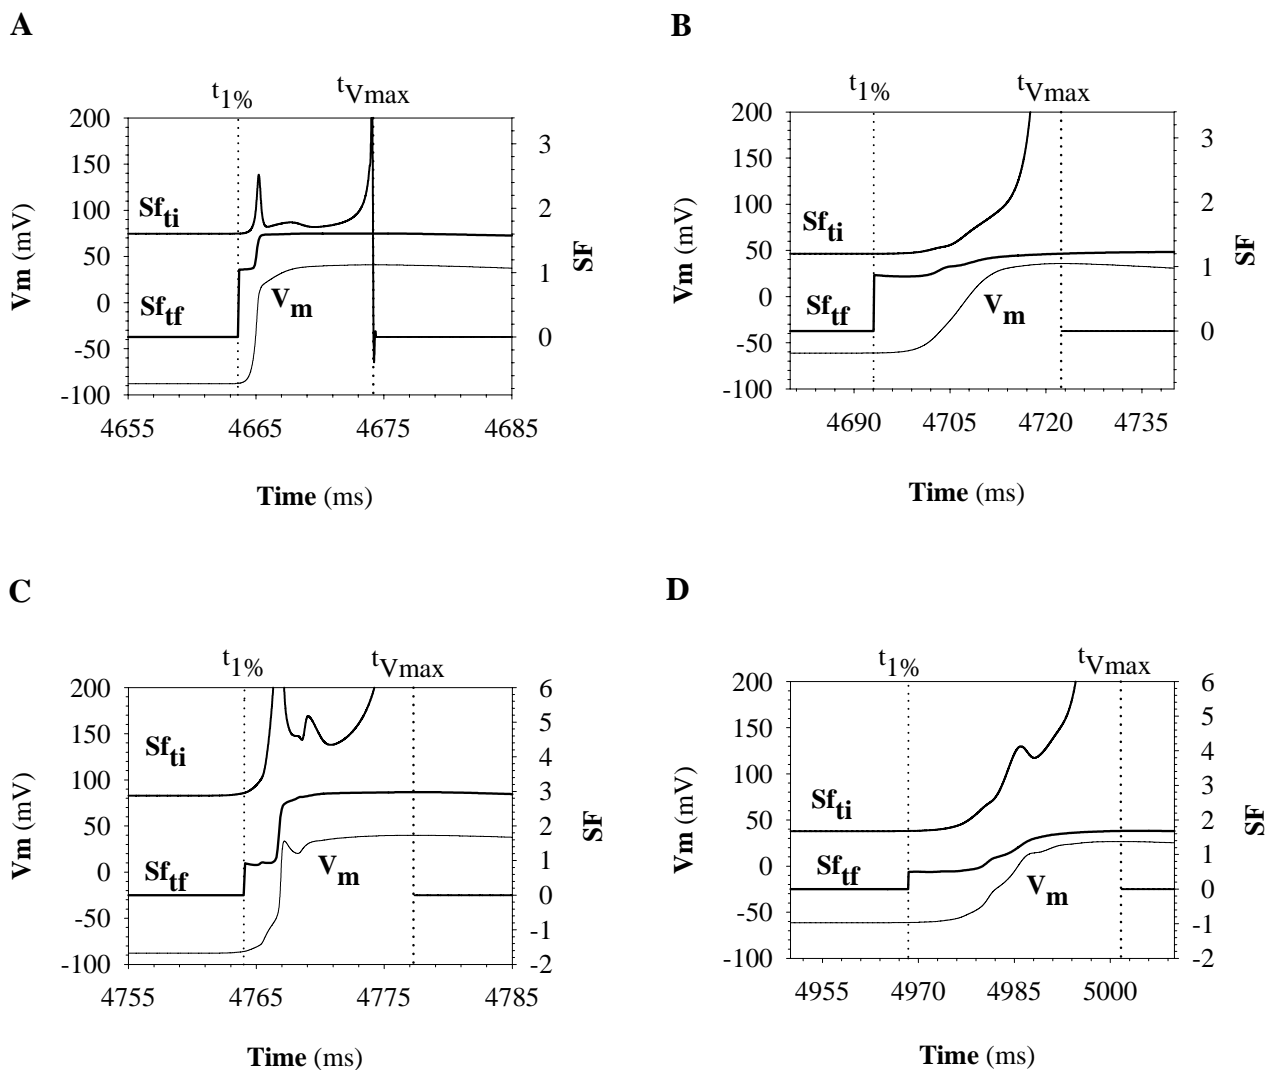 A
t1% tVmax
200
150
100
50
0
-50
-100
Vm (mV)
3
2
1
0
SF
Sfti
Sftf
Vm
4655 4665 4675 4685
Time (ms)
B
t1% tVmax
200
150
100
50
0
-50
-100
Vm (mV)
3
2
1
0
SF
Sfti
Sftf
Vm
4690 4705 4720 4735
Time (ms)
C
t1% tVmax
200
150
100
50
0
-50
-100
Vm (mV)
6
5
4
3
2
1
0
-1
-2
SF
Sfti
Sftf
Vm
4755 4765 4775 4785
Time (ms)
D
t1% tVmax
200
150
100
50
0
-50
-100
Vm (mV)
6
5
4
3
2
1
0
-1
-2
SF
Sfti
Sftf
Vm
4955 4970 4985 5000
Time (ms)